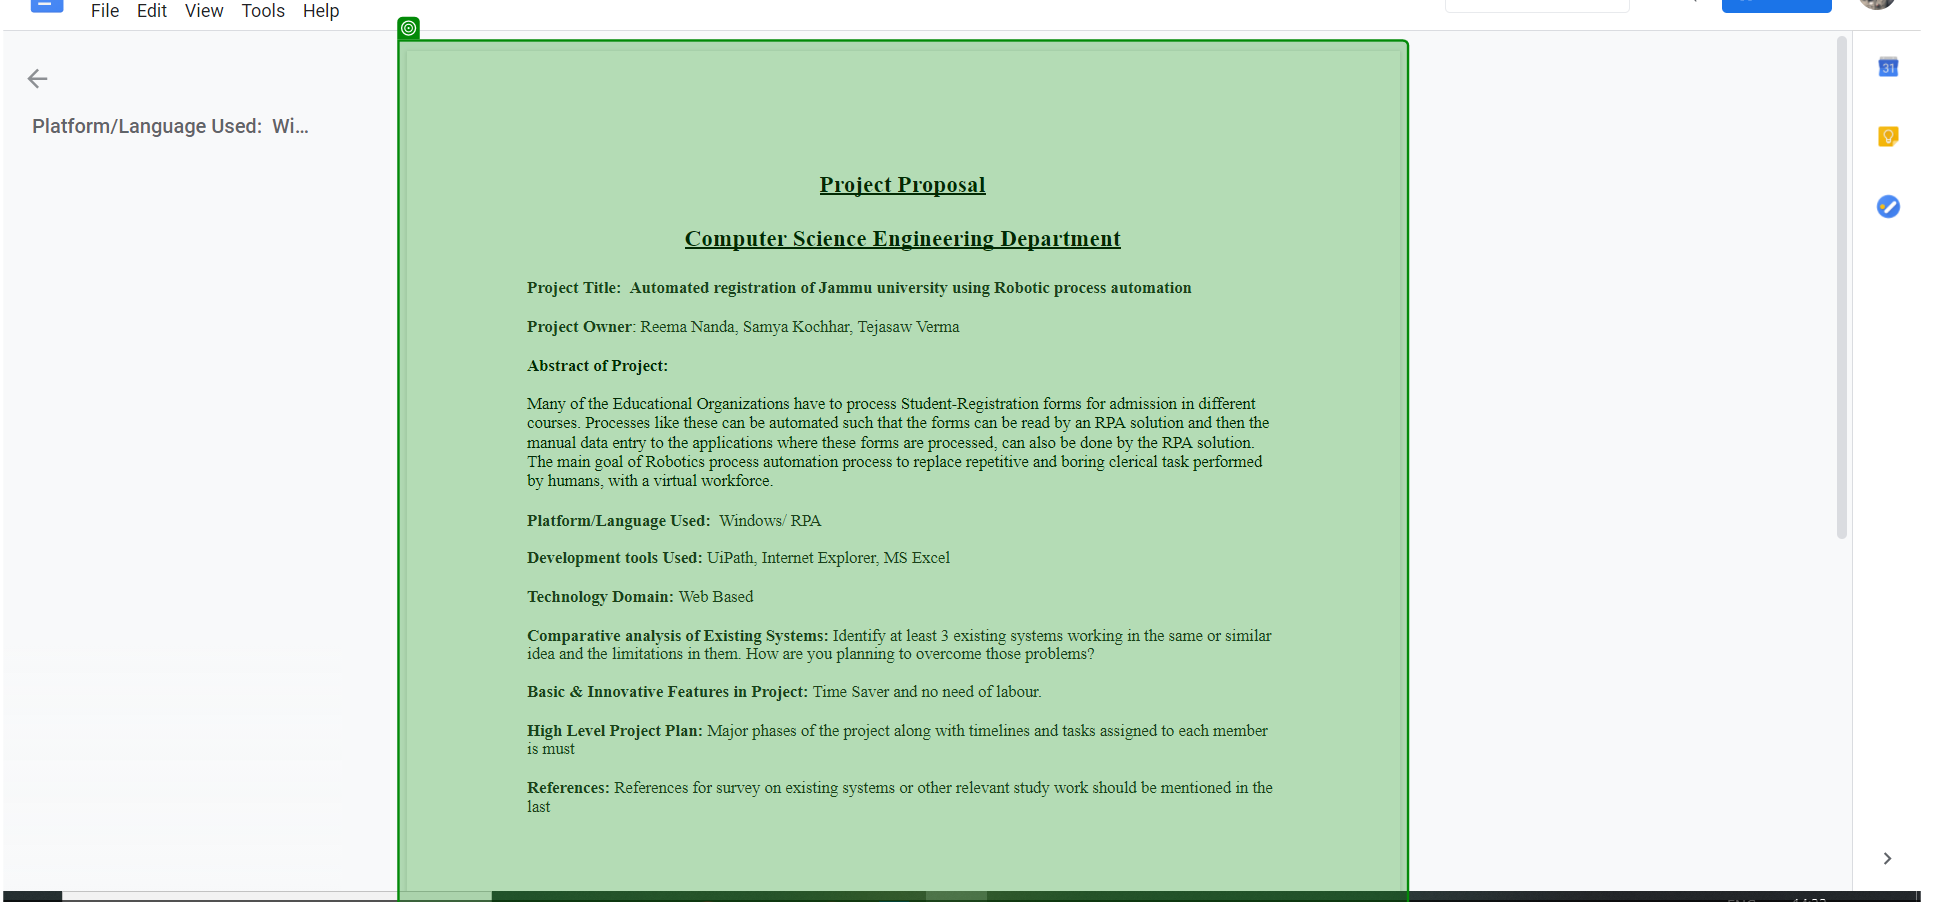 File Edit View Tools Help
31
Platform/Language Used:  Wi...
Project Proposal
Computer Science Engineering Department
Project Title:  Automated registration of Jammu university using Robotic process automation
Project Owner: Reema Nanda, Samya Kochhar, Tejasaw Verma
Abstract of Project:
Many of the Educational Organizations have to process Student-Registration forms for admission in different
courses. Processes like these can be automated such that the forms can be read by an RPA solution and then the
manual data entry to the applications where these forms are processed, can also be done by the RPA solution.
The main goal of Robotics process automation process to replace repetitive and boring clerical task performed
by humans, with a virtual workforce.
Platform/Language Used:  Windows/ RPA
Development tools Used: UiPath, Internet Explorer, MS Excel
Technology Domain: Web Based
Comparative analysis of Existing Systems: Identify at least 3 existing systems working in the same or similar
idea and the limitations in them. How are you planning to overcome those problems?
Basic & Innovative Features in Project: Time Saver and no need of labour.
High Level Project Plan: Major phases of the project along with timelines and tasks assigned to each member
is must
References: References for survey on existing systems or other relevant study work should be mentioned in the
last